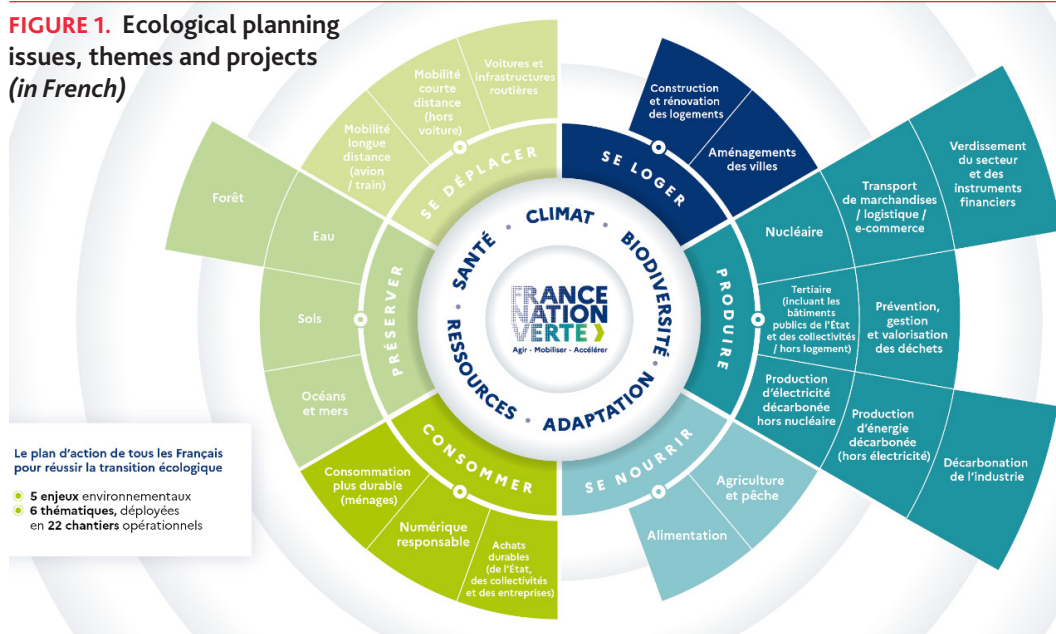 FIGURE 1. Ecological planning
issues, themes and projects
(in French)
Voitures et
infrastructures
routières
Mobilité
courte
distance
(hors
voiture)
Mobilité
longue
distance
(avion
/ train)
SE DÉPLACER
Construction
et rénovation
des logements
Aménagements
des villes
SE LOGER
Verdissement
du secteur
et des
instruments
financiers
Transport
de marchandises
/ logistique /
e-commerce
Nucléaire
Tertiaire
(incluant les
bâtiments
publics de l'État
et des collectivités
/ hors logement)
Prévention,
gestion
et valorisation
des déchets
Production
d'électricité
décarbonée
hors nucléaire
Production
d'énergie
décarbonée
(hors électricité)
Décarbonation
de l'industrie
PRODUIRE
Agriculture
et pêche
Alimentation
SE NOURRIR
Consommation
plus durable
(ménages)
Numérique
responsable
Achats
durables
(de l'État,
des collectivités
et des entreprises)
CONSOMMER
Forêt
Eau
Sols
Océans
et mers
PRÉSERVER
SANTÉ · CLIMAT · BIODIVERSITÉ · ADAPTATION · RESSOURCES ·
FRANCE
NATION
VERTE
Agir - Mobiliser - Accélérer
Le plan d'action de tous les Français
pour réussir la transition écologique
5 enjeux environnementaux
6 thématiques, déployées
en 22 chantiers opérationnels